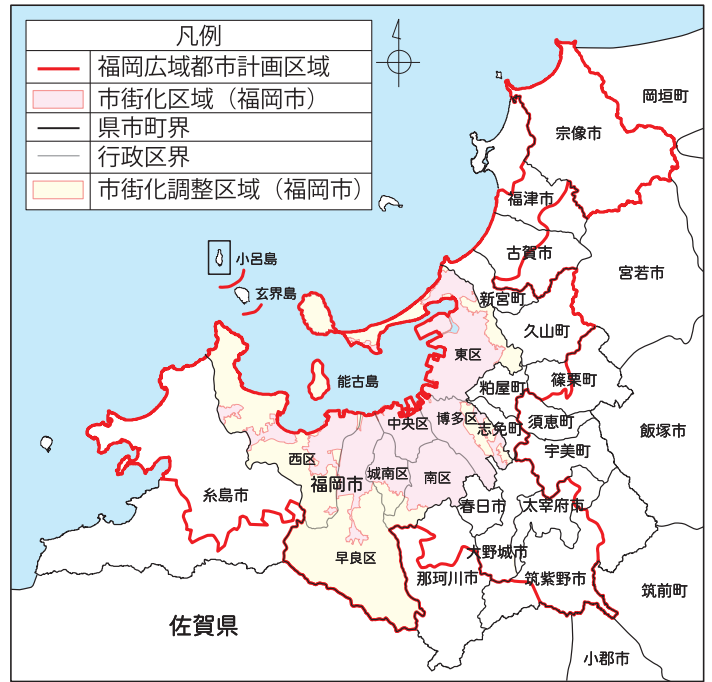 凡例
福岡広域都市計画区域
市街化区域（福岡市）
県市町界
行政区界
市街化調整区域（福岡市）
4
岡垣町
宗像市
福津市
古賀市
小呂島
宮若市
玄界島
新宮町
久山町
東区
能古島
粕屋町
篠栗町
中央区
博多区
志免町
須恵町
飯塚市
宇美町
西区
城南区
南区
福岡市
糸島市
春日市
太宰府市
早良区
大野城市
那珂川市
筑紫野市
筑前町
佐賀県
小郡市